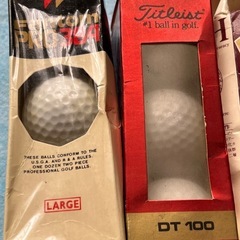 THESE BALLS CONFORM TO THE
U.S.G.A. AND R & A RULES.
ONE DOZEN TWO PIECE
PROFESSIONAL GOLF BALLS.
LARGE
Titleist
#1 ball in golf.
DT 100